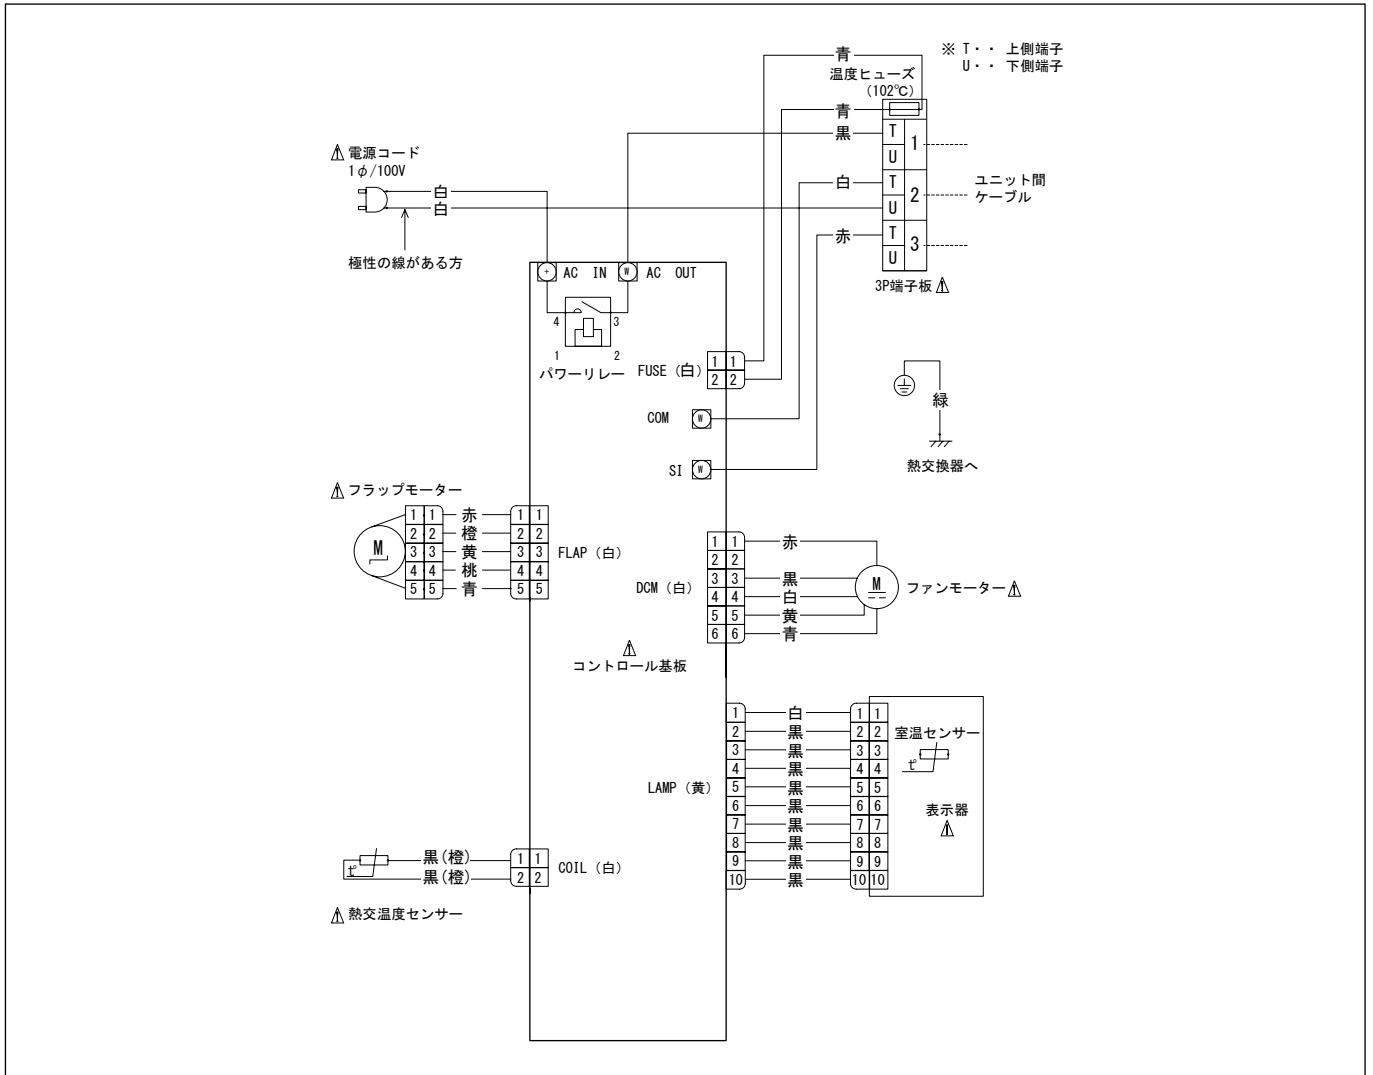 青
※ T・・ 上側端子
U・・ 下側端子
温度ヒューズ
(102℃)
青
黒 T 1
U
⚠ 電源コード
1φ/100V
白
白
極性の線がある方
白 T 2
U
ユニット間
ケーブル
赤 T 3
U
3P端子板 ⚠
+ AC IN W AC OUT
4 3
1 2
パワーリレー
FUSE (白) 1 1
2 2
COM W
SI W
緑
熱交換器へ
⚠ フラップモーター
M
1 1 赤 1 1
2 2 橙 2 2
3 3 黄 3 3
4 4 桃 4 4
5 5 青 5 5
FLAP (白)
DCM (白)
1 1 赤
2 2
3 3 黒
4 4 白
5 5 黄
6 6 青
M
ファンモーター ⚠
⚠
コントロール基板
LAMP (黄)
1 白 1 1
2 黒 2 2
3 黒 3 3
4 黒 4 4
5 黒 5 5
6 黒 6 6
7 黒 7 7
8 黒 8 8
9 黒 9 9
10 黒 10 10
室温センサー
t°
表示器
⚠
t°
黒(橙) 1 1
黒(橙) 2 2
COIL (白)
⚠ 熱交温度センサー